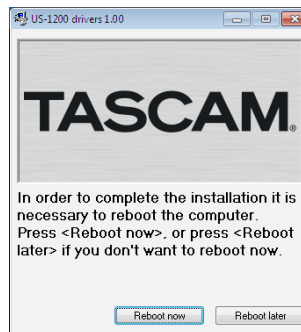 US-1200 drivers 1.00
TASCAM®
In order to complete the installation it is
necessary to reboot the computer.
Press <Reboot now>, or press <Reboot
later> if you don't want to reboot now.
Reboot now Reboot later